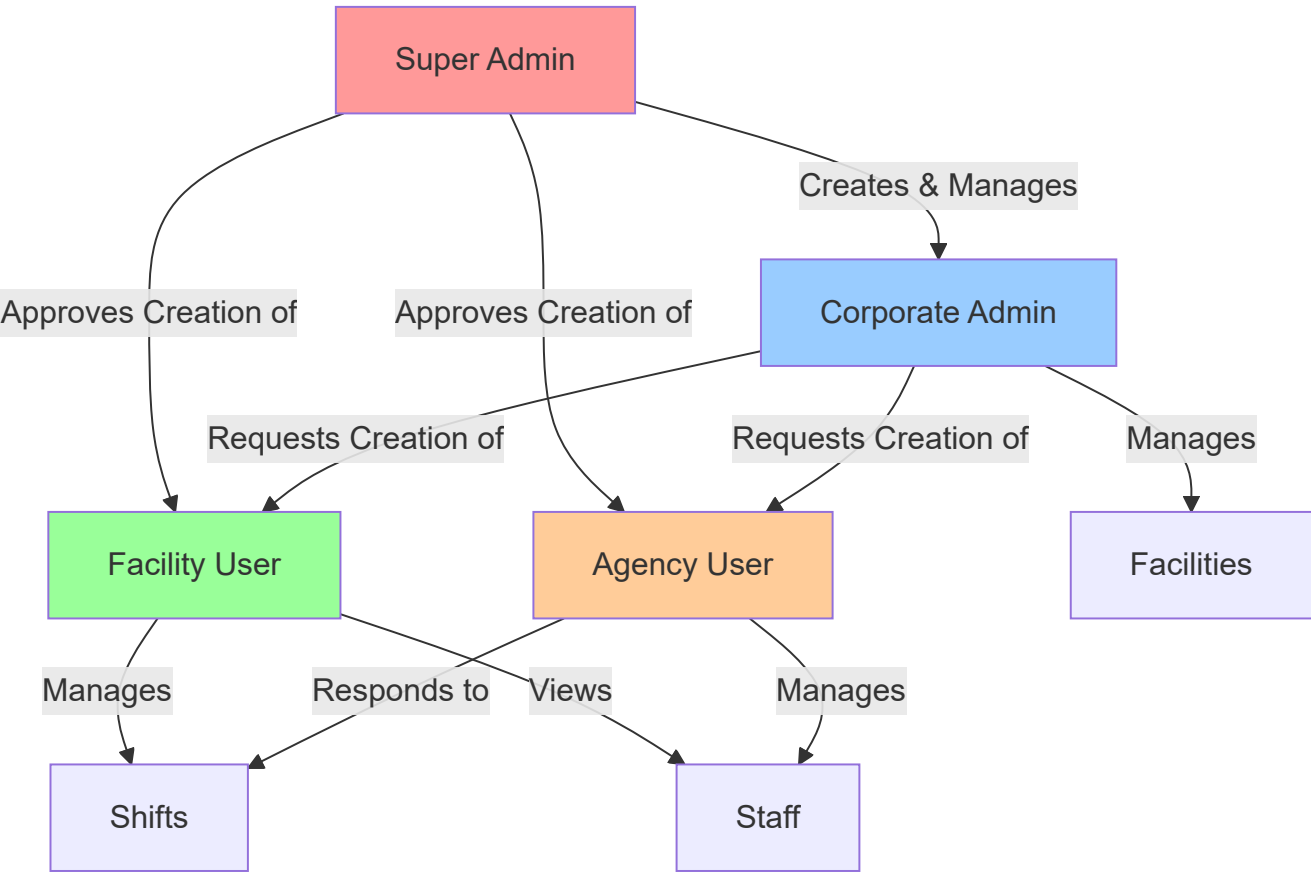 Super Admin
Creates & Manages
Approves Creation of
Approves Creation of
Corporate Admin
Requests Creation of
Requests Creation of
Manages
Facility User
Agency User
Facilities
Manages
Responds to
Views
Manages
Shifts
Staff